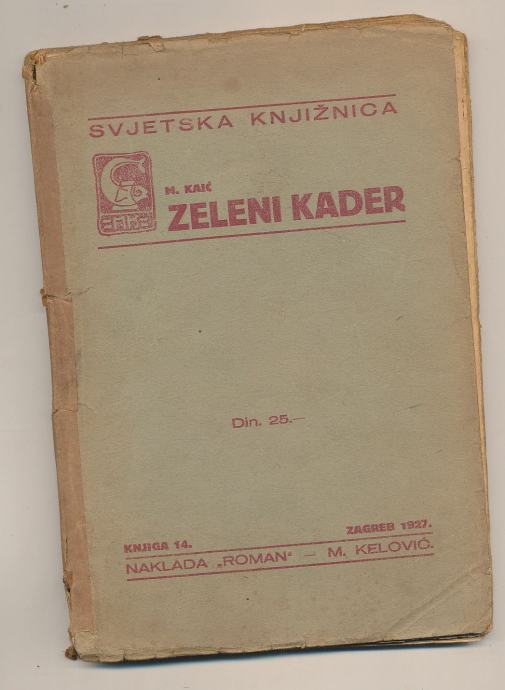 SVJETSKA KNJIŽNICA
M. KAIĆ
ZELENI KADER
Din. 25.—
KNJIGA 14.
ZAGREB 1927.
NAKLADA „ROMAN“ — M. KELOVIĆ.